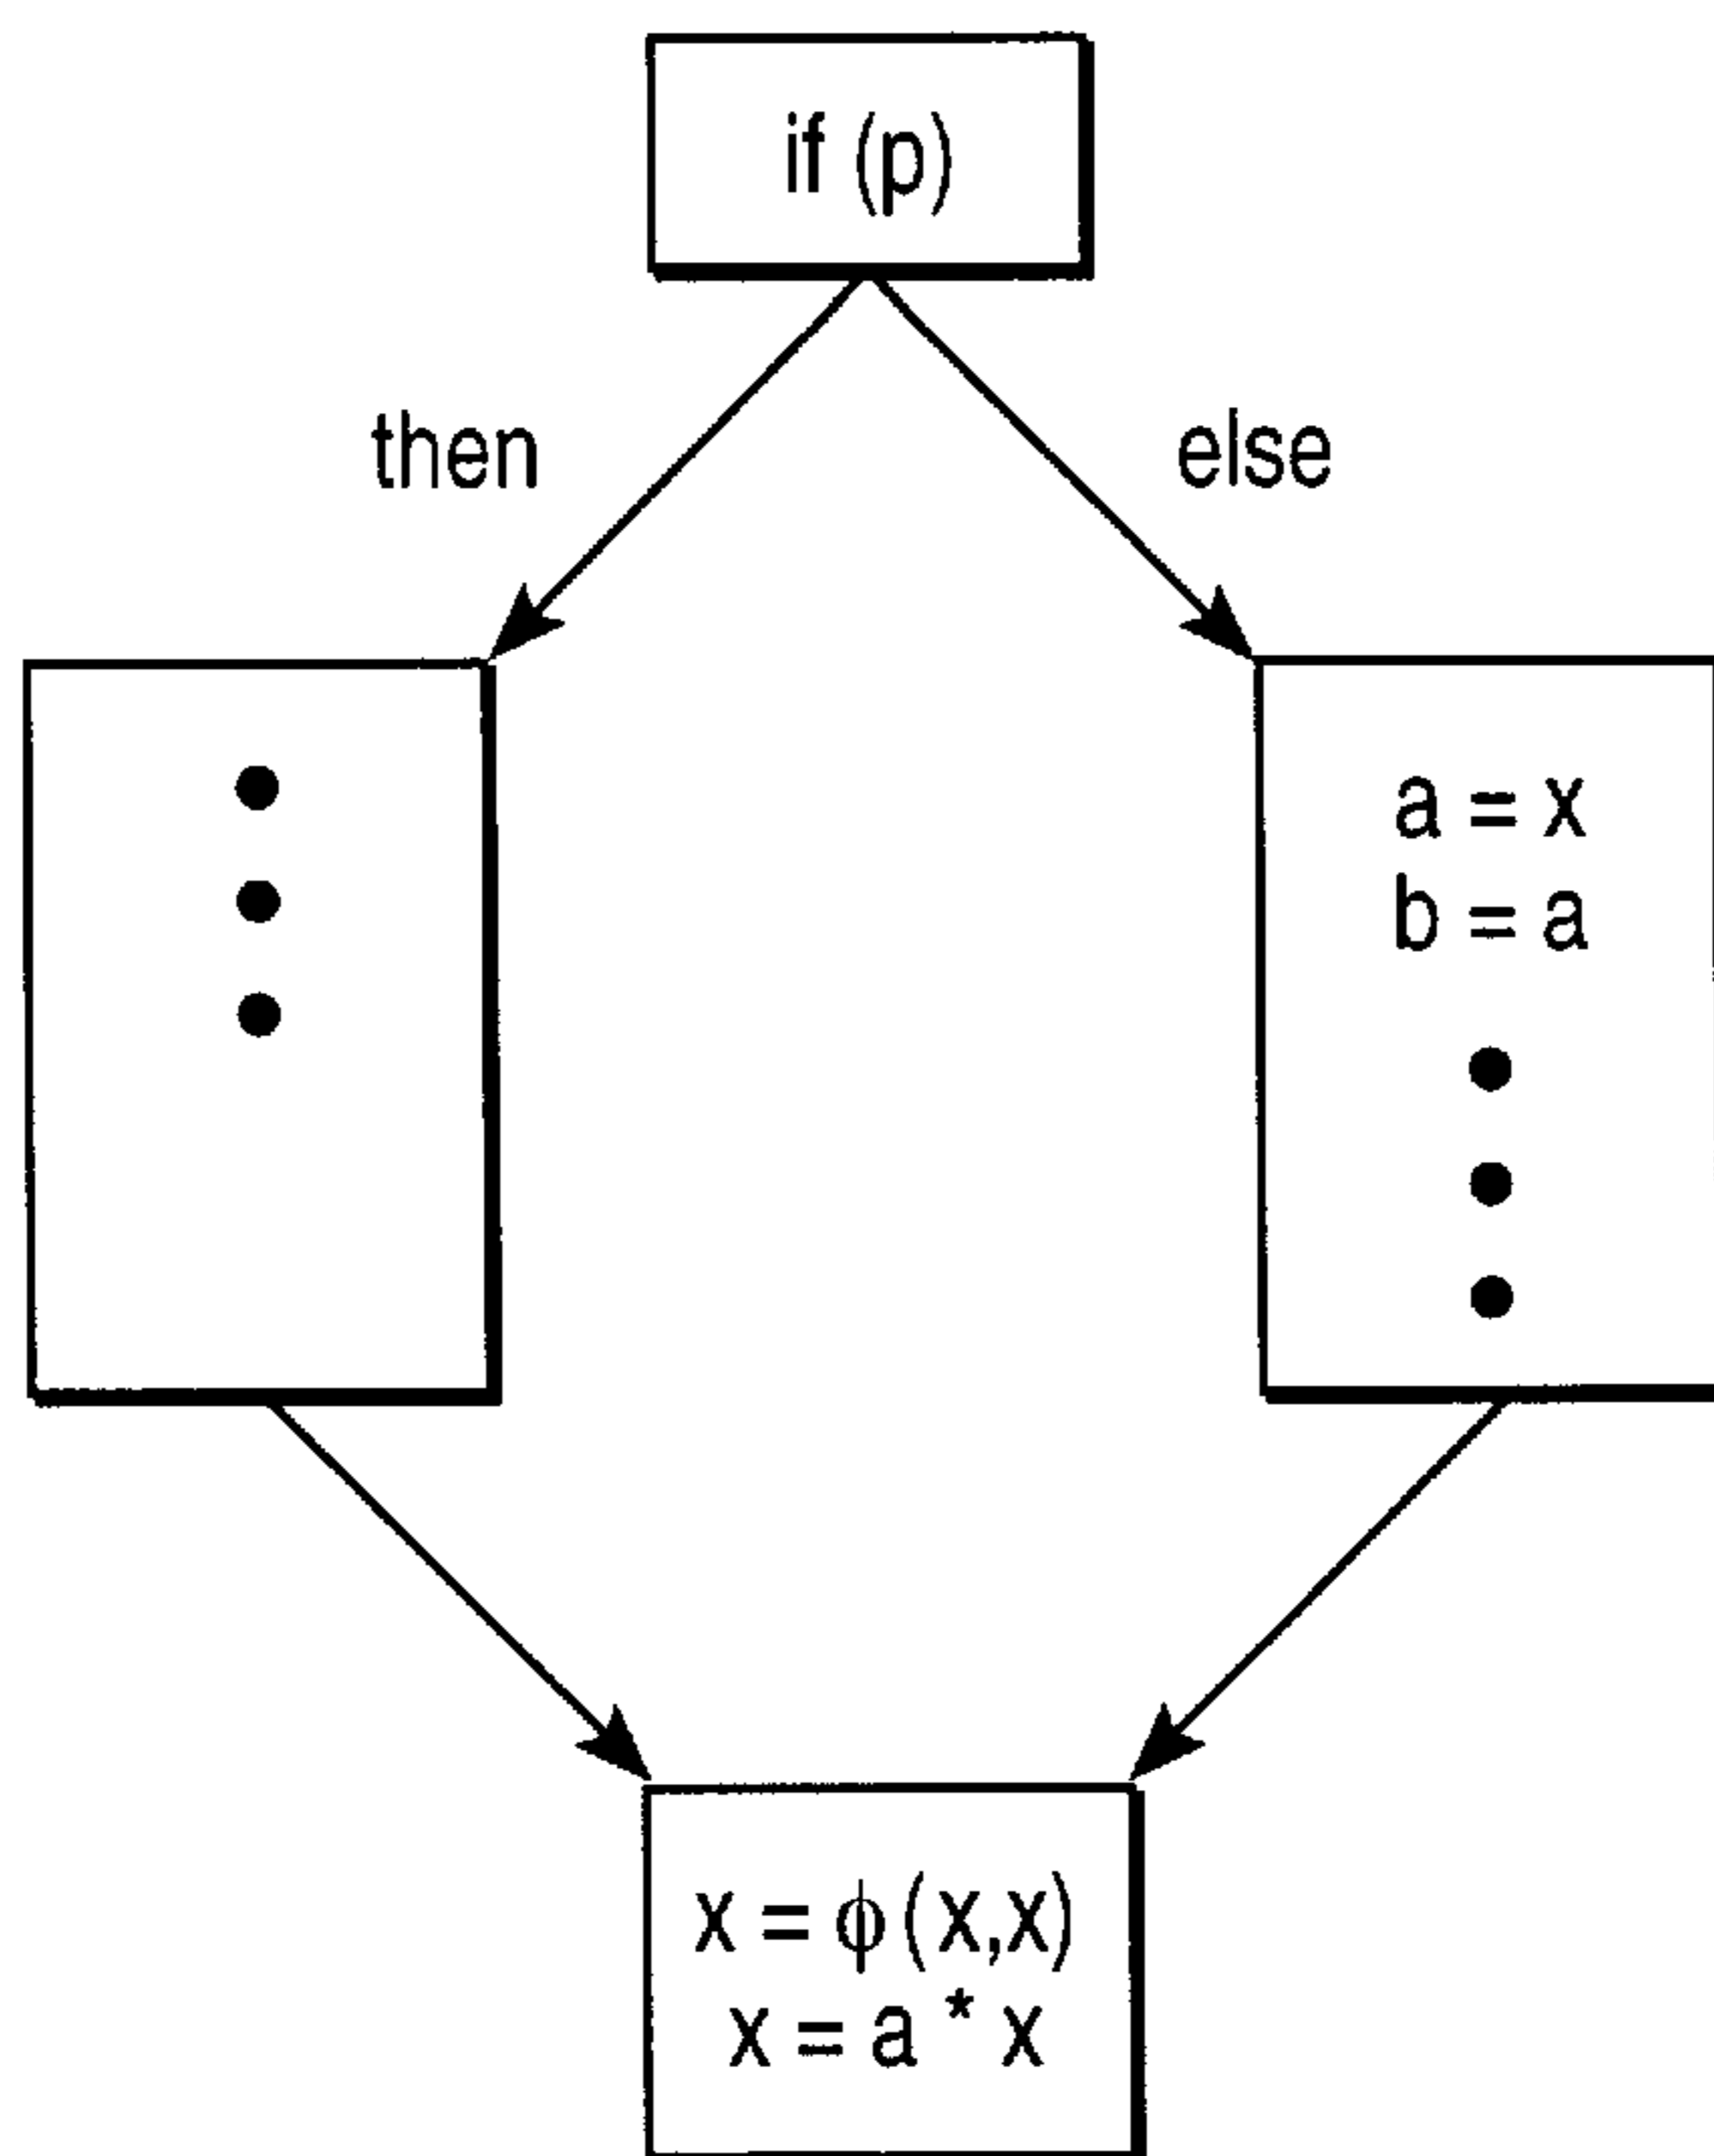 if (p)
then
else
a = x
b = a
x = ϕ (x,x)
x = a * x